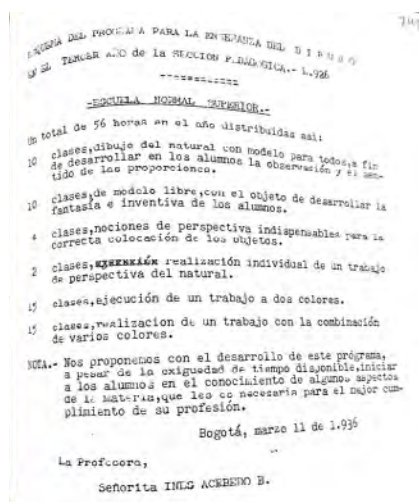 ESQUEMA DEL PROGRAMA PARA LA ENSEÑANZA DEL D I B U J O
EN EL TERCER AÑO de la SECCION PEDAGOGICA.- 1.936
------------
-ESCUELA NORMAL SUPERIOR.-
Un total de 56 horas en el año distribuidas asi:
10 clases,dibujo del natural con modelo para todos,a fin
de desarrollar en los alumnos la observación y el sen-
tido de las proporciones.
10 clases,de modelo libre,con el objeto de desarrollar la
fantasia e inventiva de los alumnos.
4 clases,nociones de perspectiva indispensables para la
correcta colocación de los objetos.
2 clases, realización individual de un trabajo
de perspectiva del natural.
15 clases,ejecución de un trabajo a dos colores.
15 clases,realizacion de un trabajo con la combinación
de varios colores.
NOTA.- Nos proponemos con el desarrollo de este programa,
a pesar de la exiguedad de tiempo disponible,iniciar
a los alumnos en el conocimiento de algunos aspectos
de la materia,que les es necesaria para el mejor cum-
plimiento de su profesión.
Bogotá, marzo 11 de 1.936
La Profesora,
Señorita INES ACEBEDO B.